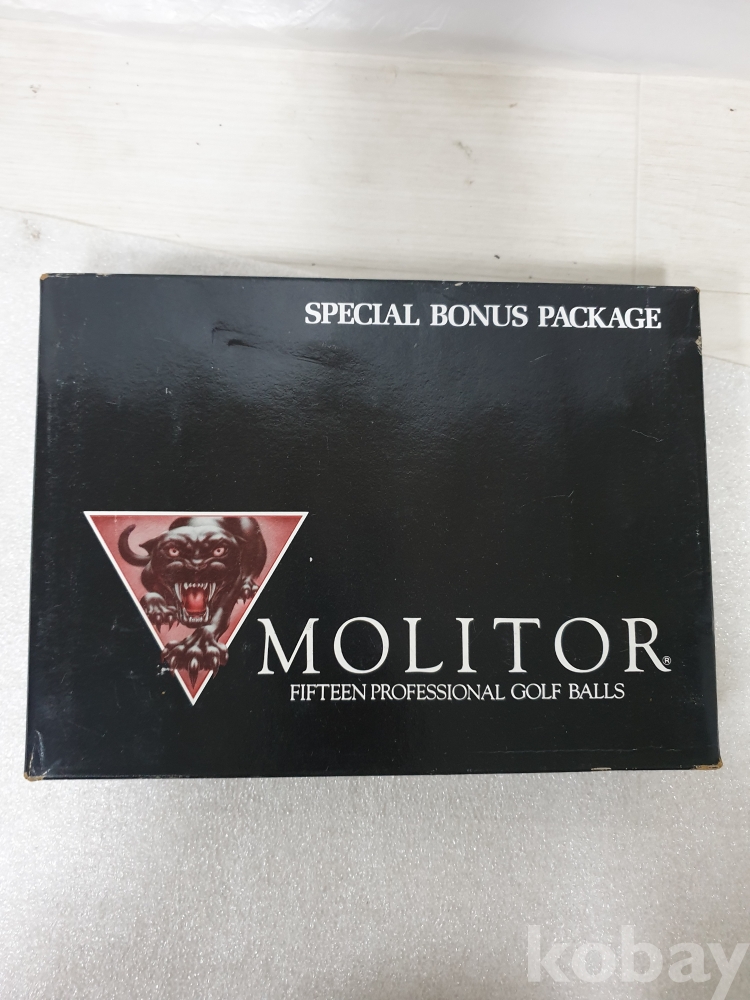 SPECIAL BONUS PACKAGE
MOLITOR®
FIFTEEN PROFESSIONAL GOLF BALLS
kobay